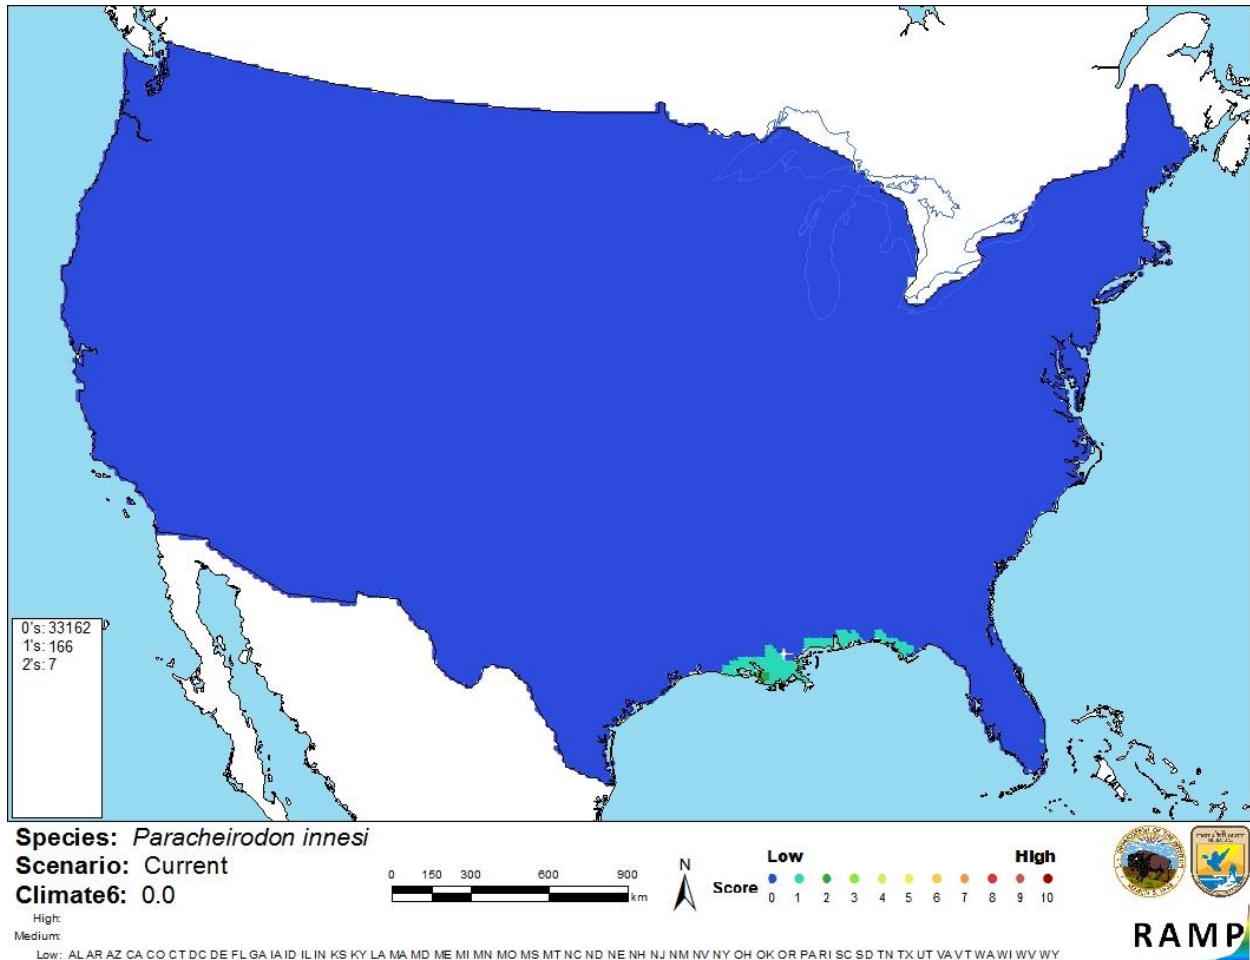 0's: 33162
1's: 166
2's: 7
Species: Paracheirodon innesi
Scenario: Current
Climate6: 0.0
High:
Medium:
Low: AL AR AZ CA CO CT DC DE FL GA IA ID IL IN KS KY LA MA MD ME MI MN MO MS MT NC ND NE NH NJ NM NV NY OH OK OR PA RI SC SD TN TX UT VA VT WA WI WV WY
0 150 300 600 900
km
N
Low High
Score
0 1 2 3 4 5 6 7 8 9 10
RAMP